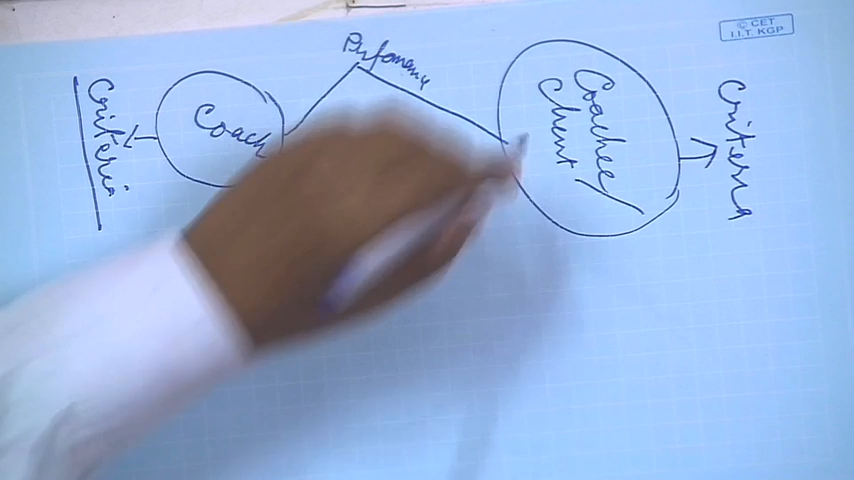 © CET
I.I.T. KGP
Performance
Criteria
Coach
Coachee/
Client
Criteria